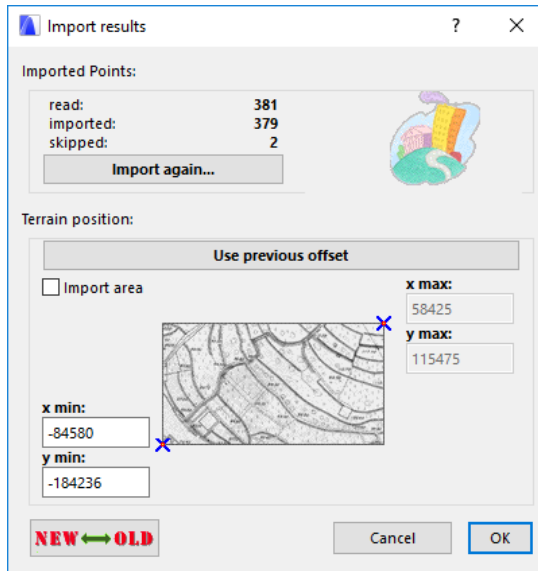 Import results
?
Imported Points:
read: 381
imported: 379
skipped: 2
Import again...
Terrain position:
Use previous offset
Import area
x max:
58425
y max:
115475
x min:
-84580
y min:
-184236
NEW OLD
Cancel
OK